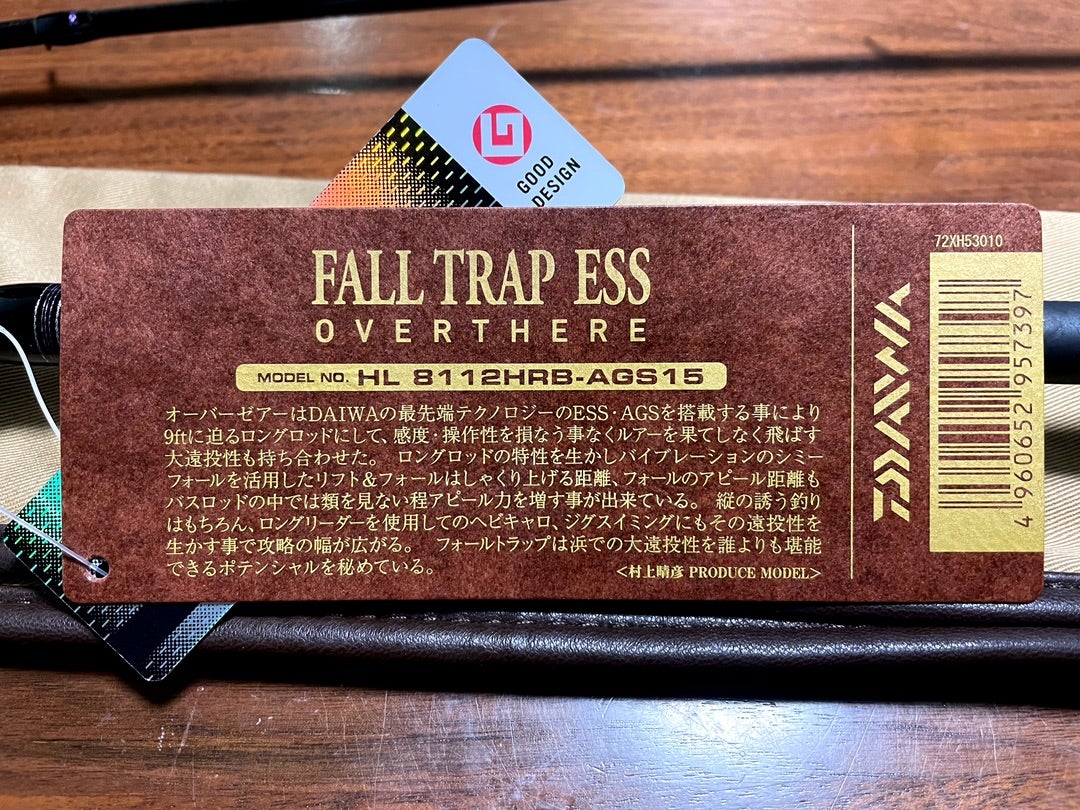 GOOD
DESIGN
FALL TRAP ESS
OVERTHERE
MODEL NO. HL 8112HRB-AGS15
オーバーゼアーはDAIWAの最先端テクノロジーのESS・AGSを搭載する事により
9ftに迫るロングロッドにして、感度・操作性を損なう事なくルアーを果てしなく飛ばす
大遠投性も持ち合わせた。 ロングロッドの特性を生かしバイブレーションのシミー
フォールを活用したリフト&フォールはしゃくり上げる距離、フォールのアピール距離も
バスロッドの中では類を見ない程アピール力を増す事が出来ている。 縦の誘う釣り
はもちろん、ロングリーダーを使用してのヘビキャロ、ジグスイミングにもその遠投性を
生かす事で攻略の幅が広がる。 フォールトラップは浜での大遠投性を誰よりも堪能
できるポテンシャルを秘めている。
<村上晴彦 PRODUCE MODEL>
DAIWA
72XH53010
4960652957397